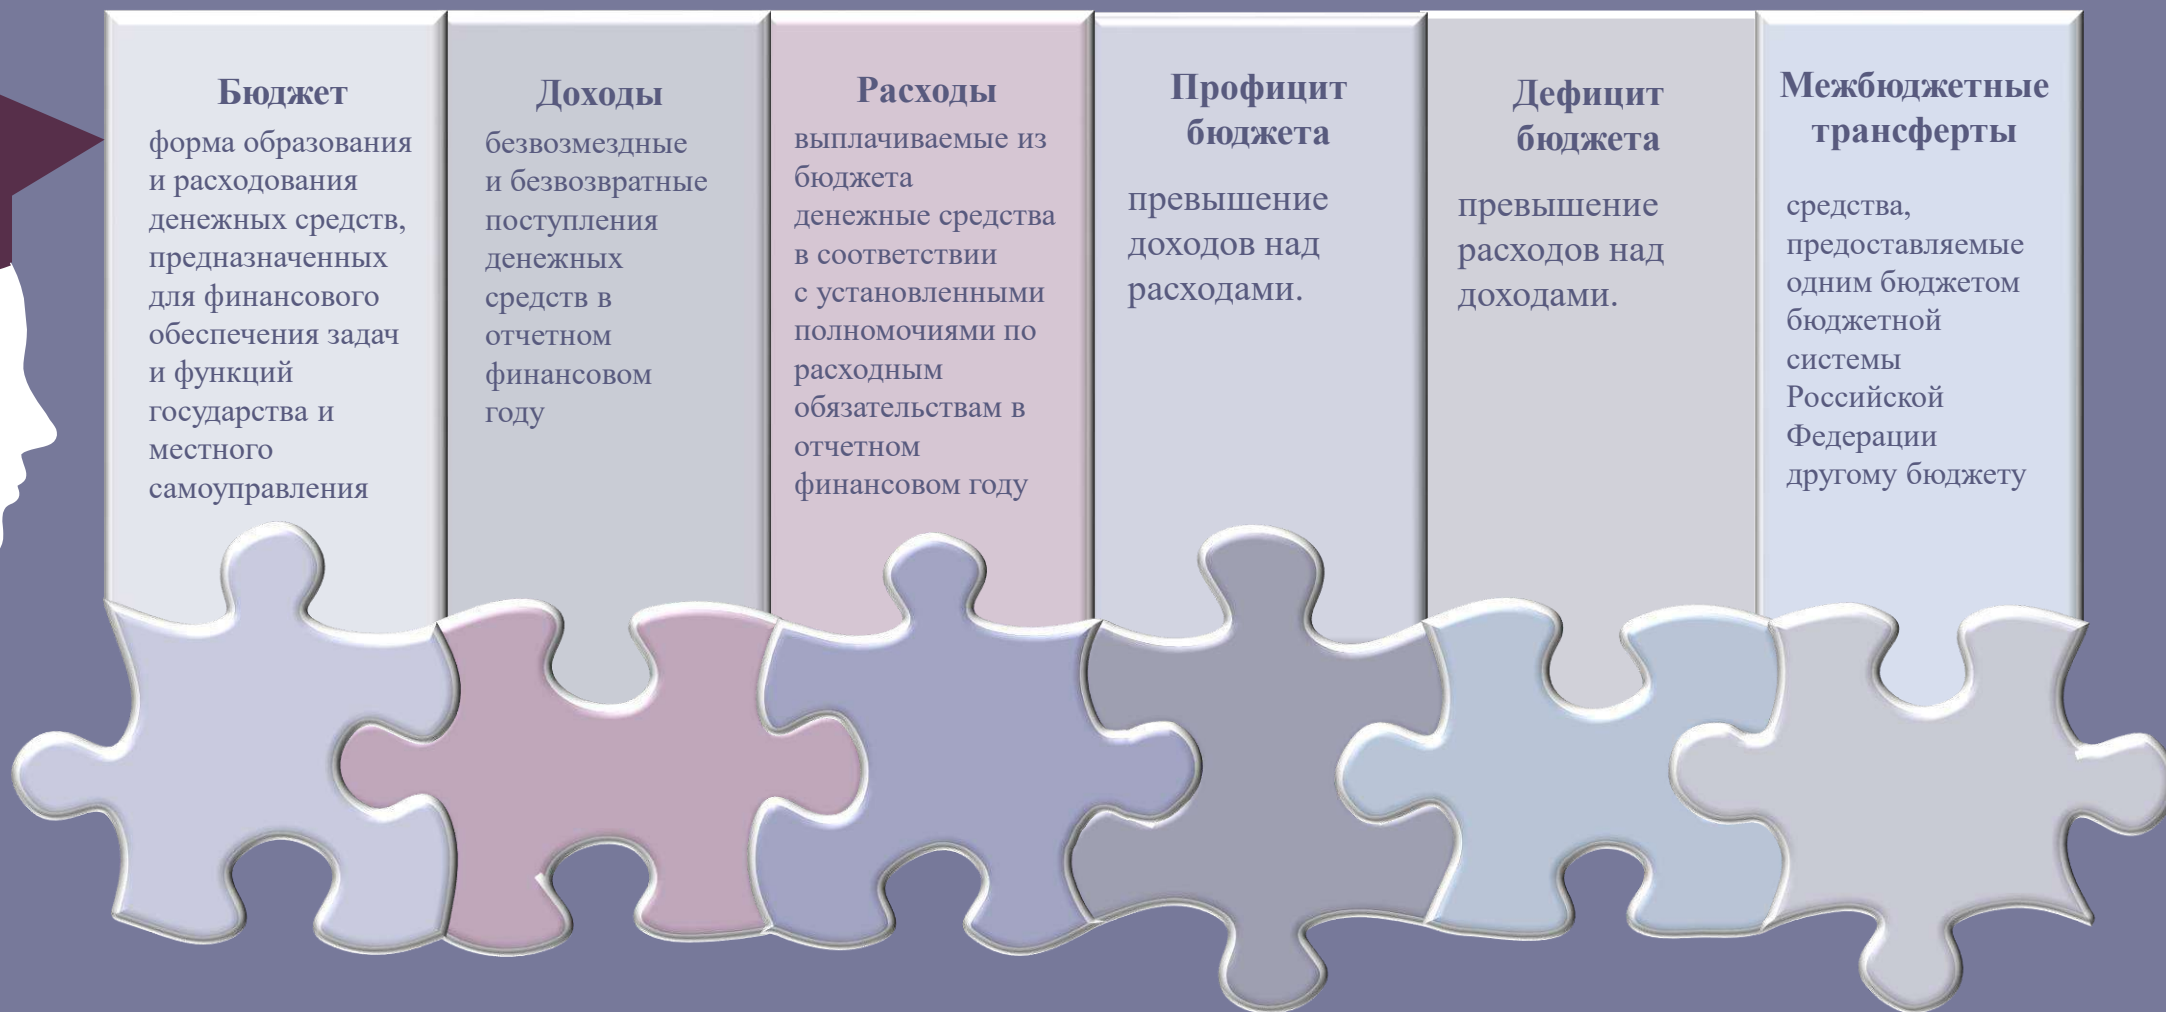 Бюджет
форма образования
и расходования
денежных средств,
предназначенных
для финансового
обеспечения задач
и функций
государства и
местного
самоуправления
Доходы
безвозмездные
и безвозвратные
поступления
денежных
средств в
отчетном
финансовом
году
Расходы
выплачиваемые из
бюджета
денежные средства
в соответствии
с установленными
полномочиями по
расходным
обязательствам в
отчетном
финансовом году
Профицит
бюджета
превышение
доходов над
расходами.
Дефицит
бюджета
превышение
расходов над
доходами.
Межбюджетные
трансферты
средства,
предоставляемые
одним бюджетом
бюджетной
системы
Российской
Федерации
другому бюджету